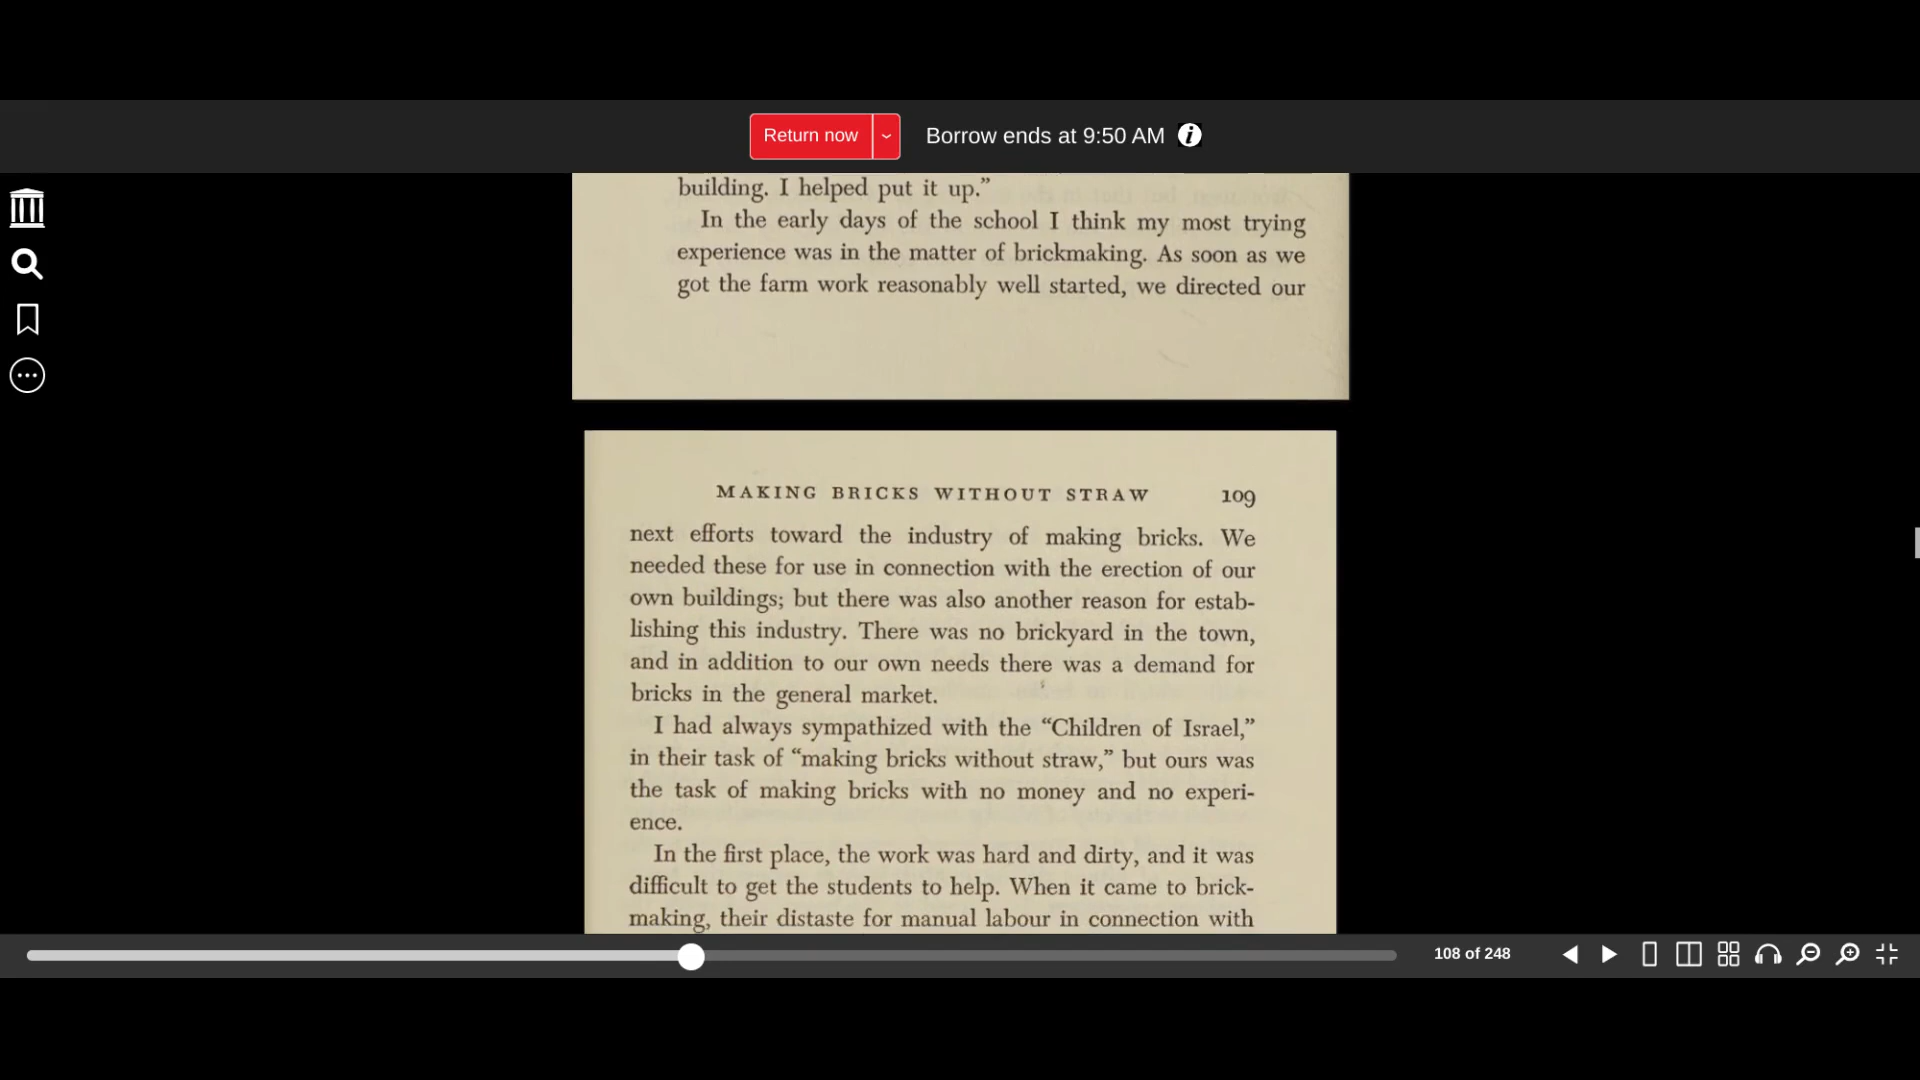 Return now
Borrow ends at 9:50 AM
building. I helped put it up.”
In the early days of the school I think my most trying
experience was in the matter of brickmaking. As soon as we
got the farm work reasonably well started, we directed our
MAKING BRICKS WITHOUT STRAW 109
next efforts toward the industry of making bricks. We
needed these for use in connection with the erection of our
own buildings; but there was also another reason for estab-
lishing this industry. There was no brickyard in the town,
and in addition to our own needs there was a demand for
bricks in the general market.
I had always sympathized with the “Children of Israel,”
in their task of “making bricks without straw,” but ours was
the task of making bricks with no money and no experi-
ence.
In the first place, the work was hard and dirty, and it was
difficult to get the students to help. When it came to brick-
making, their distaste for manual labour in connection with
108 of 248